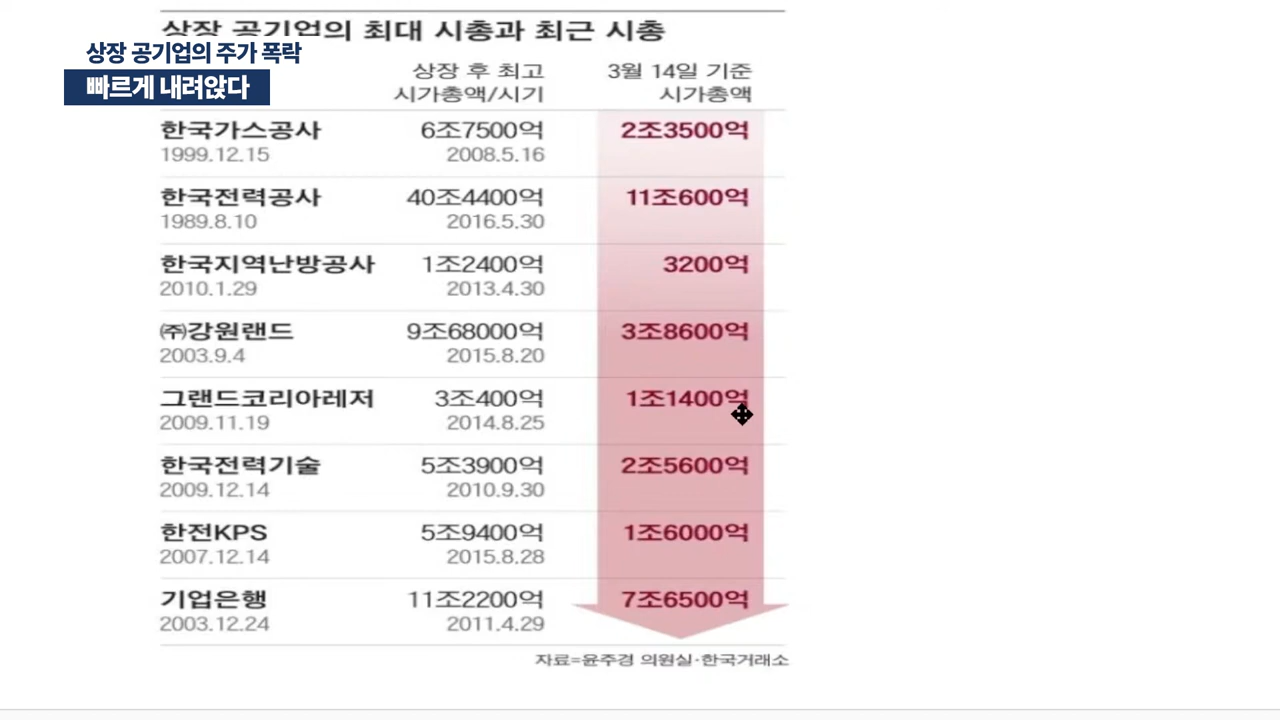 상장 공기업의 최대 시총과 최근 시총
상장 공기업의 주가 폭락
빠르게 내려앉다
상장 후 최고 3월 14일 기준
시가총액/시기 시가총액
한국가스공사 6조7500억 2조3500억
1999.12.15 2008.5.16
한국전력공사 40조4400억 11조600억
1989.8.10 2016.5.30
한국지역난방공사 1조2400억 3200억
2010.1.29 2013.4.30
㈜강원랜드 9조68000억 3조8600억
2003.9.4 2015.8.20
그랜드코리아레저 3조400억 1조1400억
2009.11.19 2014.8.25
한국전력기술 5조3900억 2조5600억
2009.12.14 2010.9.30
한전KPS 5조9400억 1조6000억
2007.12.14 2015.8.28
기업은행 11조2200억 7조6500억
2003.12.24 2011.4.29
자료=윤주경 의원실·한국거래소